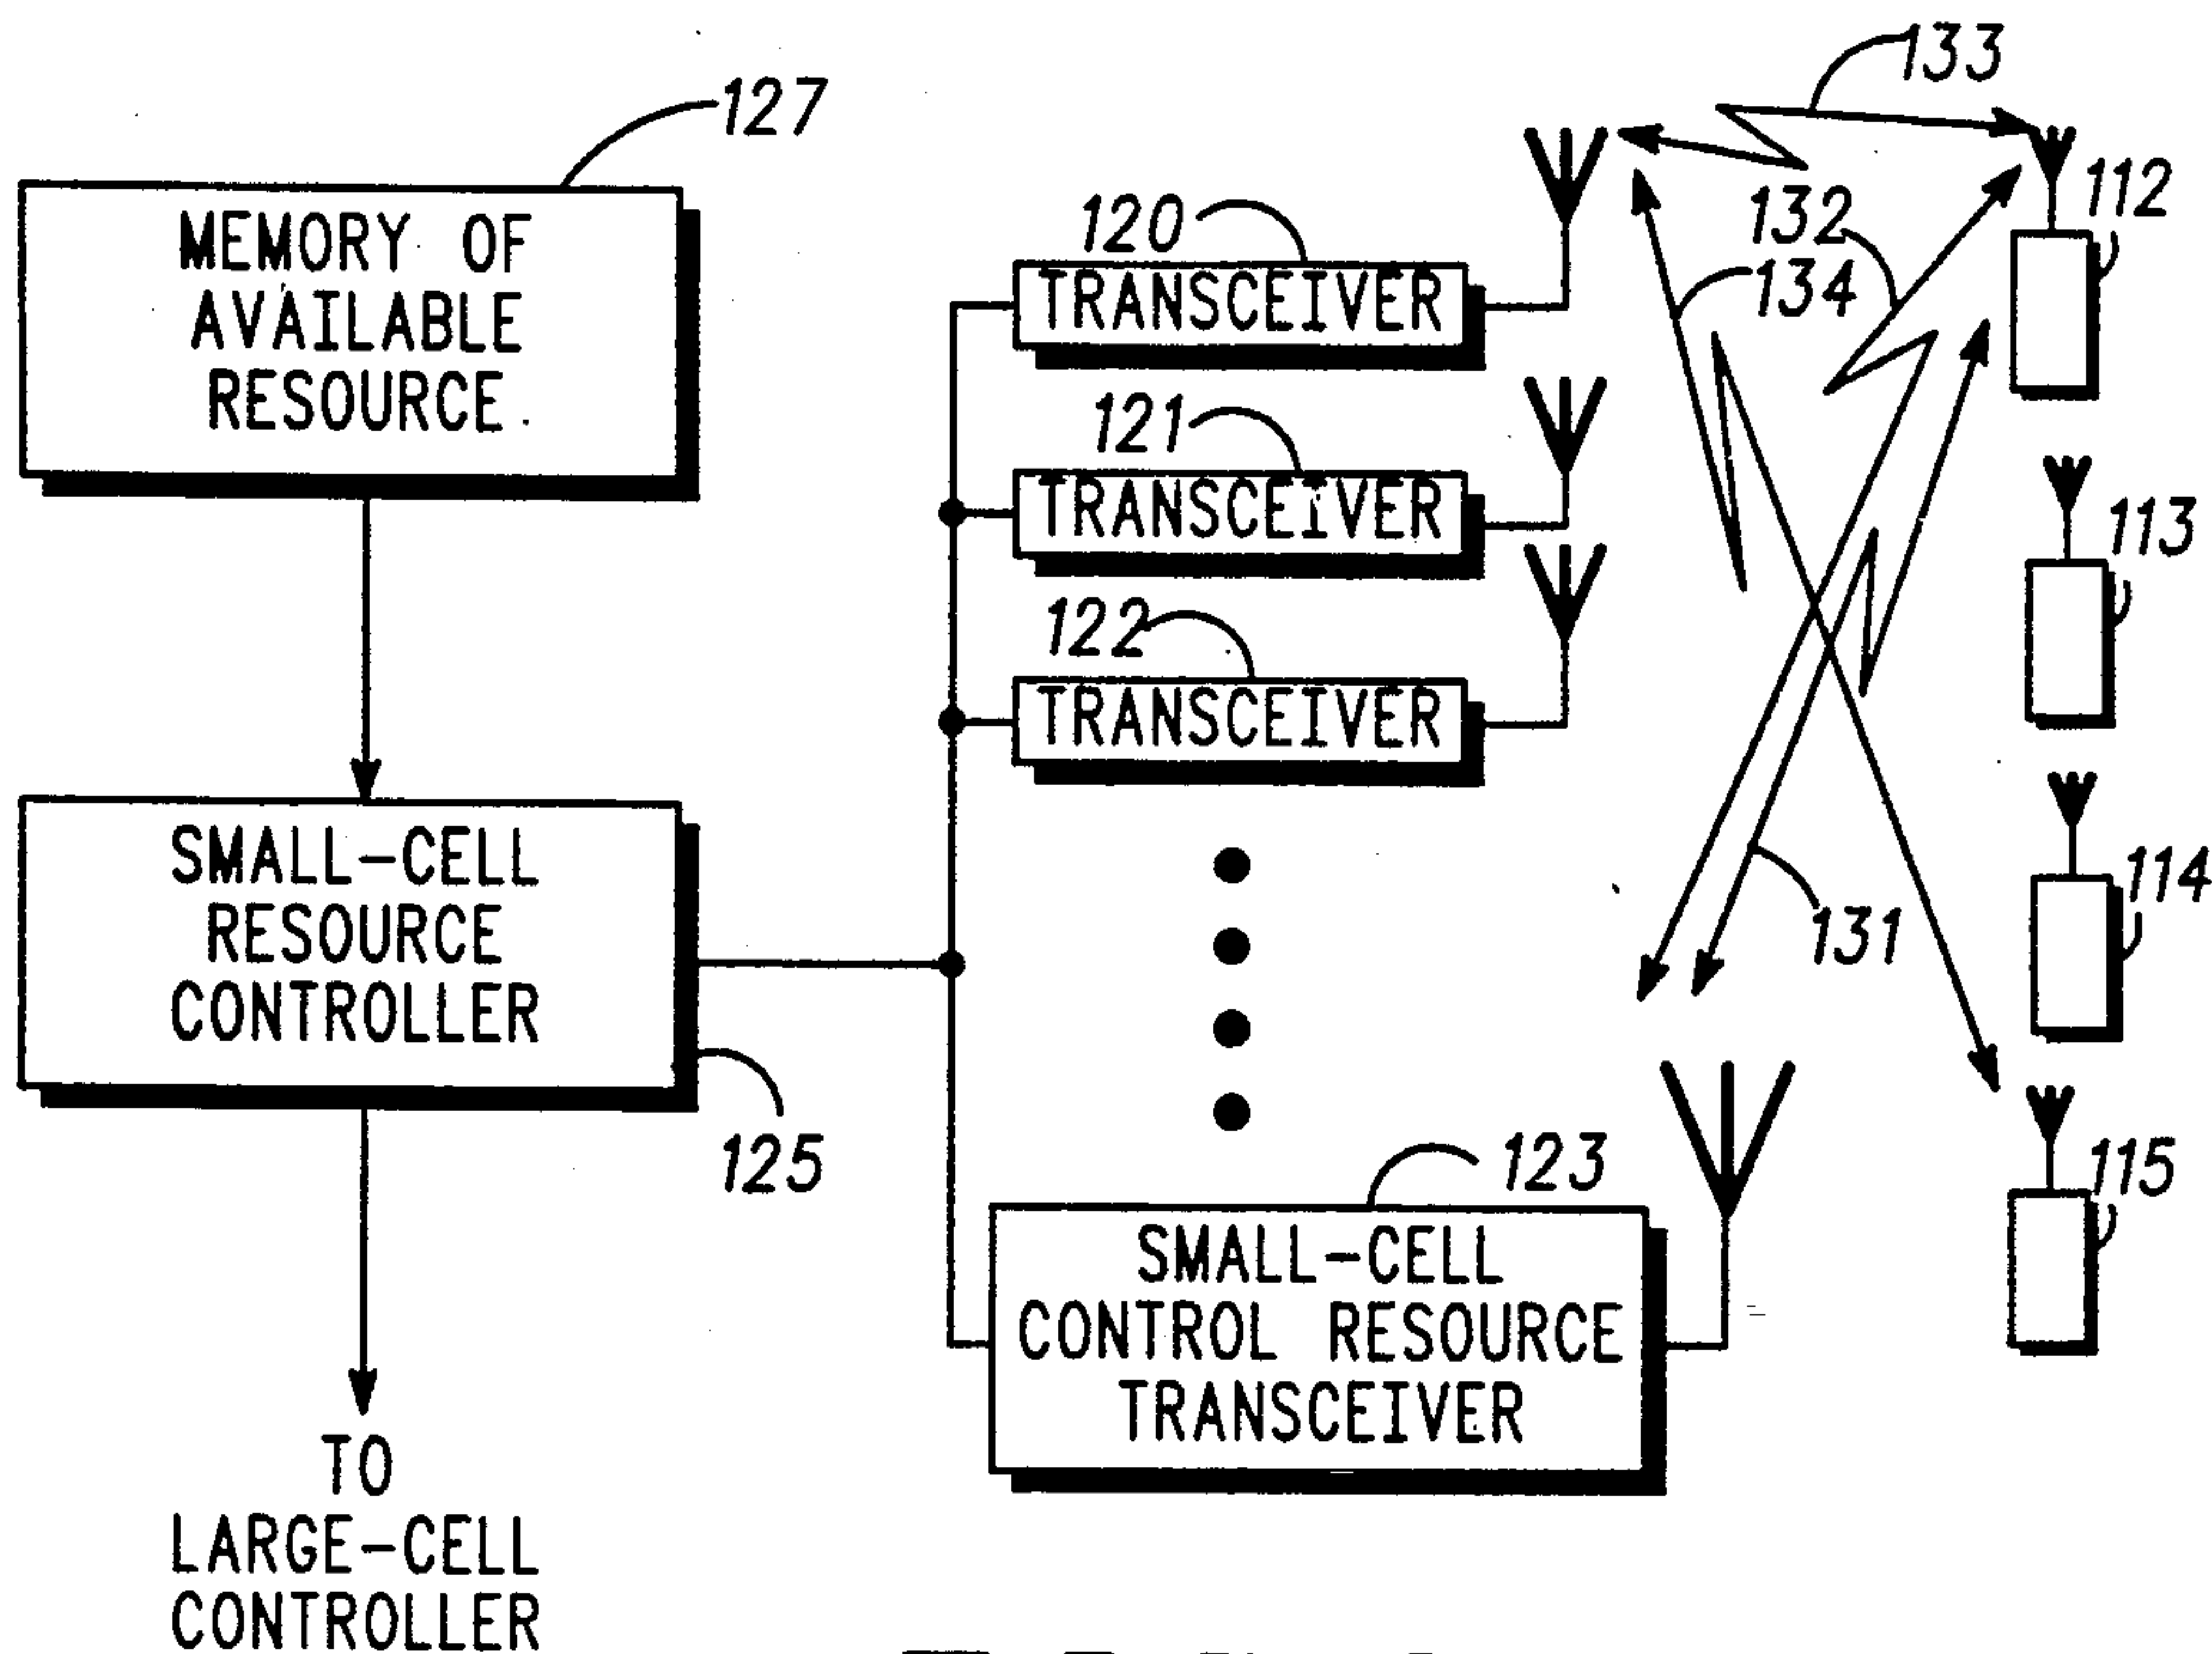 127
MEMORY OF
AVAILABLE
RESOURCE
SMALL-CELL
RESOURCE
CONTROLLER
125
TO
LARGE-CELL
CONTROLLER
120
TRANSCEIVER
121
TRANSCEIVER
122
TRANSCEIVER
123
SMALL-CELL
CONTROL RESOURCE
TRANSCEIVER
133
132
134
131
112
113
114
115